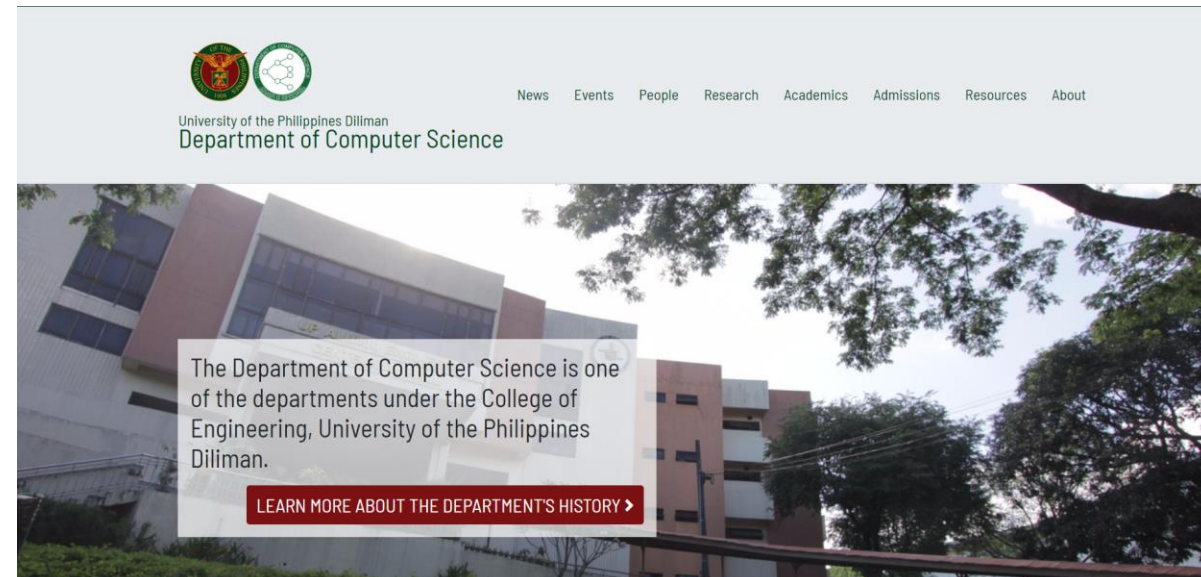 University of the Philippines Diliman
Department of Computer Science
News Events People Research Academics Admissions Resources About
The Department of Computer Science is one
of the departments under the College of
Engineering, University of the Philippines
Diliman.
LEARN MORE ABOUT THE DEPARTMENT'S HISTORY